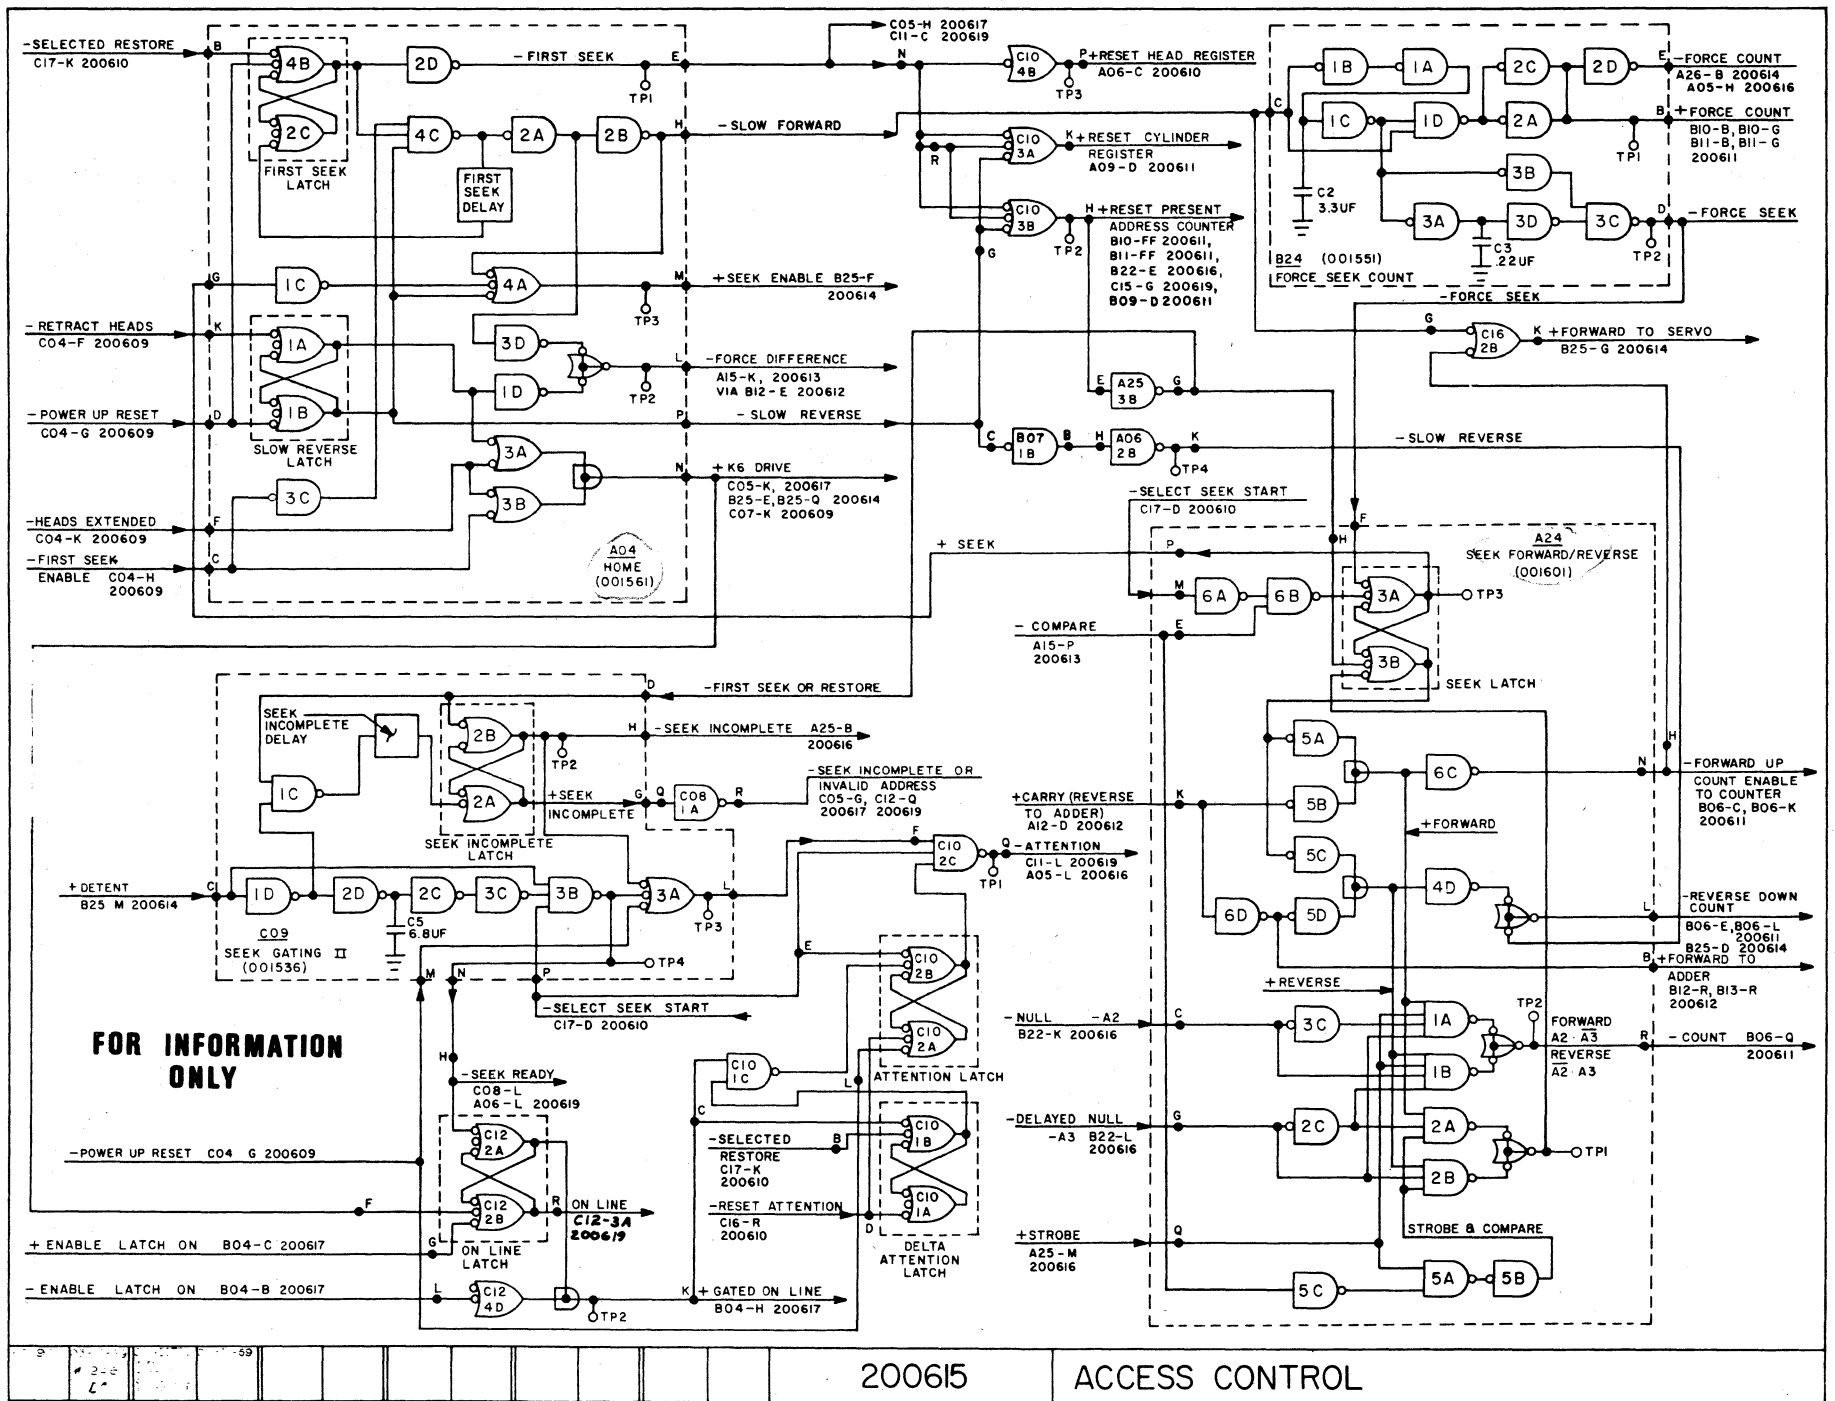 -SELECTED RESTORE
C17-K 200610
B
4B
2C
FIRST SEEK
LATCH
2D
-FIRST SEEK
TP1
E
4C
2A
2B
H
FIRST
SEEK
DELAY
C05-H 200617
C11-C 200619
N
C10
4B
P
+RESET HEAD REGISTER
A06-C 200610
TP3
-SLOW FORWARD
C10
3A
K
+RESET CYLINDER
REGISTER
A09-D 200611
R
C10
3B
H
+RESET PRESENT
ADDRESS COUNTER
B10-FF 200611,
B11-FF 200611,
B22-E 200616,
C15-G 200619,
B09-D 200611
TP2
G
1B
1A
2C
2D
E
-FORCE COUNT
A26-B 200614
A05-H 200616
C
1C
1D
2A
B
+FORCE COUNT
B10-B, B10-G
B11-B, B11-G
200611
TP1
3B
C2
3.3UF
3A
3D
3C
D
-FORCE SEEK
C3
.22UF
TP2
B24 (001551)
FORCE SEEK COUNT
-FORCE SEEK
G
1C
4A
M
+SEEK ENABLE B25-F
200614
TP3
-RETRACT HEADS
C04-F 200609
K
1A
3D
L
-FORCE DIFFERENCE
A15-K, 200613
VIA B12-E 200612
TP2
1D
-POWER UP RESET
C04-G 200609
D
1B
SLOW REVERSE
LATCH
P
-SLOW REVERSE
G
C16
2B
K
+FORWARD TO SERVO
B25-G 200614
E
A25
3B
G
C
B07
1B
B
H
A06
2B
K
TP4
-SLOW REVERSE
3A
3B
3C
N
+K6 DRIVE
C05-K, 200617
B25-E, B25-Q 200614
C07-K 200609
-HEADS EXTENDED
C04-K 200609
F
-FIRST SEEK
ENABLE C04-H
200609
C
A04
HOME
(001561)
-SELECT SEEK START
C17-D 200610
+ SEEK
P
F
H
A24
SEEK FORWARD/REVERSE
(001601)
M
6A
6B
3A
TP3
3B
SEEK LATCH
- COMPARE
A15-P
200613
E
-FIRST SEEK OR RESTORE
D
SEEK
INCOMPLETE
DELAY
2B
H
-SEEK INCOMPLETE A25-B
200616
TP2
1C
2A
+SEEK
INCOMPLETE
G
Q
C08
1A
R
-SEEK INCOMPLETE OR
INVALID ADDRESS
C05-G, C12-Q
200617 200619
SEEK INCOMPLETE
LATCH
+DETENT
B25 M 200614
C
1D
2D
2C
3C
3B
3A
L
TP3
C5
6.8UF
C09
SEEK GATING II
(001536)
TP4
M
N
P
-SELECT SEEK START
C17-D 200610
F
C10
2C
Q
-ATTENTION
C11-L 200619
A05-L 200616
TP1
E
C10
2B
C10
2A
ATTENTION LATCH
C10
1C
L
C
C10
1B
C10
1A
DELTA
ATTENTION
LATCH
-SELECTED
RESTORE
C17-K
200610
B
-RESET ATTENTION
C16-R
200610
D
FOR INFORMATION
ONLY
H
-SEEK READY
C08-L
A06-L 200619
C12
2A
-POWER UP RESET C04 G 200609
F
C12
2B
R
ON LINE
C12-3A
200619
G
+ ENABLE LATCH ON B04-C 200617
ON LINE
LATCH
- ENABLE LATCH ON B04-B 200617
L
C12
4D
TP2
K
+ GATED ON LINE
B04-H 200617
5A
5B
6C
N
H
-FORWARD UP
COUNT ENABLE
TO COUNTER
B06-C, B06-K
200611
+CARRY (REVERSE
TO ADDER)
A12-D 200612
K
+FORWARD
5C
4D
6D
5D
L
-REVERSE DOWN
COUNT
B06-E, B06-L
200611
B25-D 200614
B
+FORWARD TO
ADDER
B12-R, B13-R
200612
+REVERSE
-NULL -A2
B22-K 200616
C
3C
1A
1B
TP2
FORWARD
A2·A̅3̅
REVERSE
A̅2̅·A3
R
- COUNT B06-Q
200611
-DELAYED NULL
-A3 B22-L
200616
G
2C
2A
2B
TP1
STROBE & COMPARE
+STROBE
A25-M
200616
Q
5C
5A
5B
9
59
200615
ACCESS CONTROL